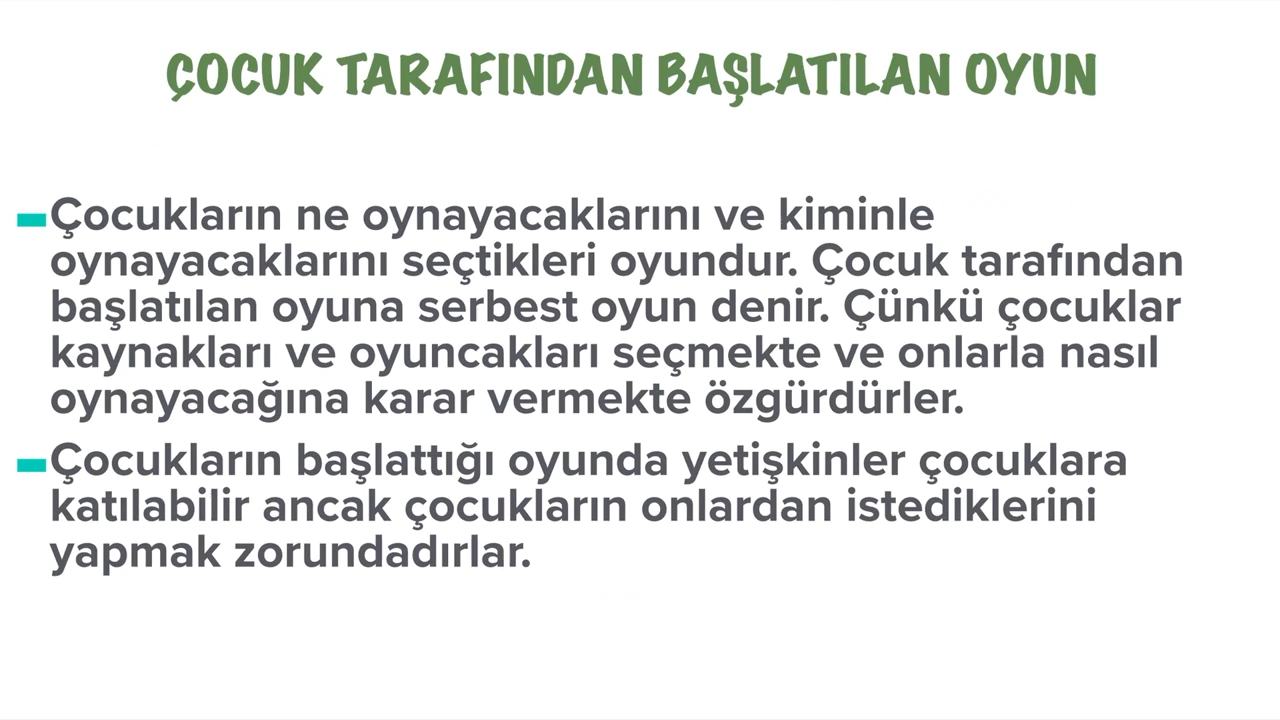 ÇOCUK TARAFINDAN BAŞLATILAN OYUN
Çocukların ne oynayacaklarını ve kiminle
oynayacaklarını seçtikleri oyundur. Çocuk tarafından
başlatılan oyuna serbest oyun denir. Çünkü çocuklar
kaynakları ve oyuncakları seçmekte ve onlarla nasıl
oynayacağına karar vermekte özgürdürler.
Çocukların başlattığı oyunda yetişkinler çocuklara
katılabilir ancak çocukların onlardan istediklerini
yapmak zorundadırlar.